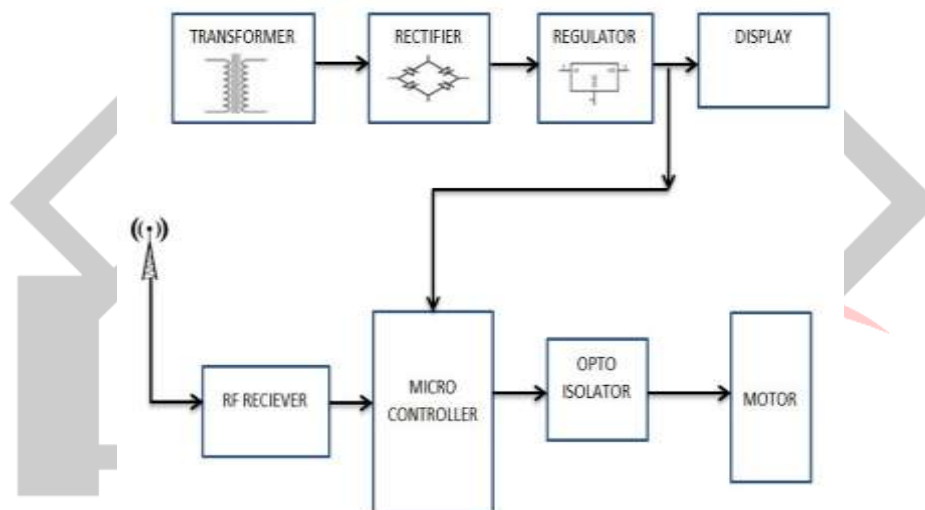 TRANSFORMER
RECTIFIER
REGULATOR
DISPLAY
RF RECIEVER
MICRO
CONTROLLER
OPTO
ISOLATOR
MOTOR